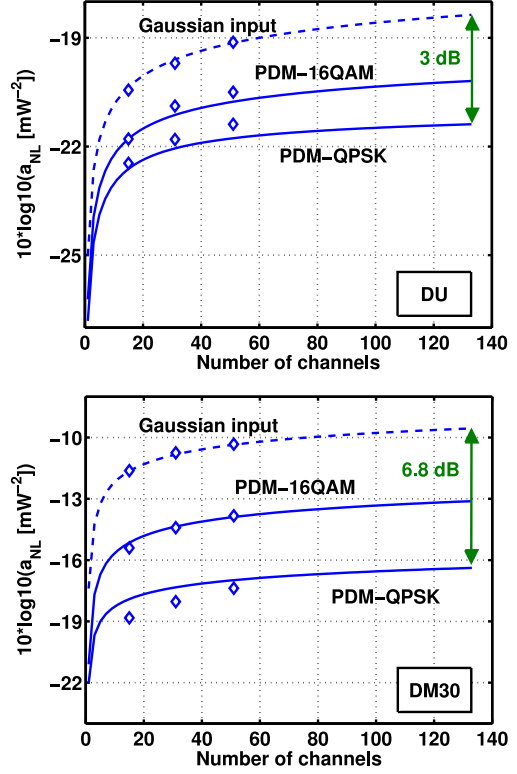 Gaussian input
−19
3 dB
PDM−16QAM
−22
PDM−QPSK
−25
10*log10(a_NL [mW^−2])
DU
0 20 40 60 80 100 120 140
Number of channels
Gaussian input
−10
6.8 dB
PDM−16QAM
−13
−16
PDM−QPSK
−19
−22
10*log10(a_NL [mW^−2])
DM30
0 20 40 60 80 100 120 140
Number of channels